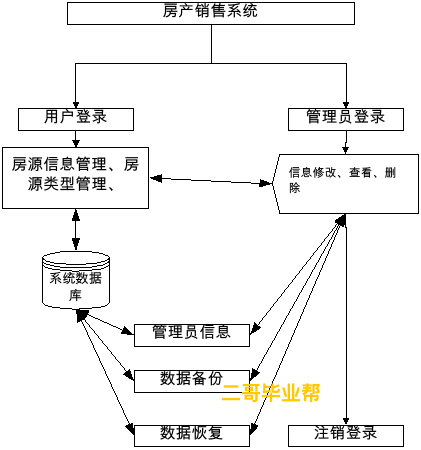 房产销售系统
用户登录
管理员登录
房源信息管理、房
源类型管理、
信息修改、查看、删
除
系统数据
库
管理员信息
数据备份
二哥毕业帮
数据恢复
注销登录